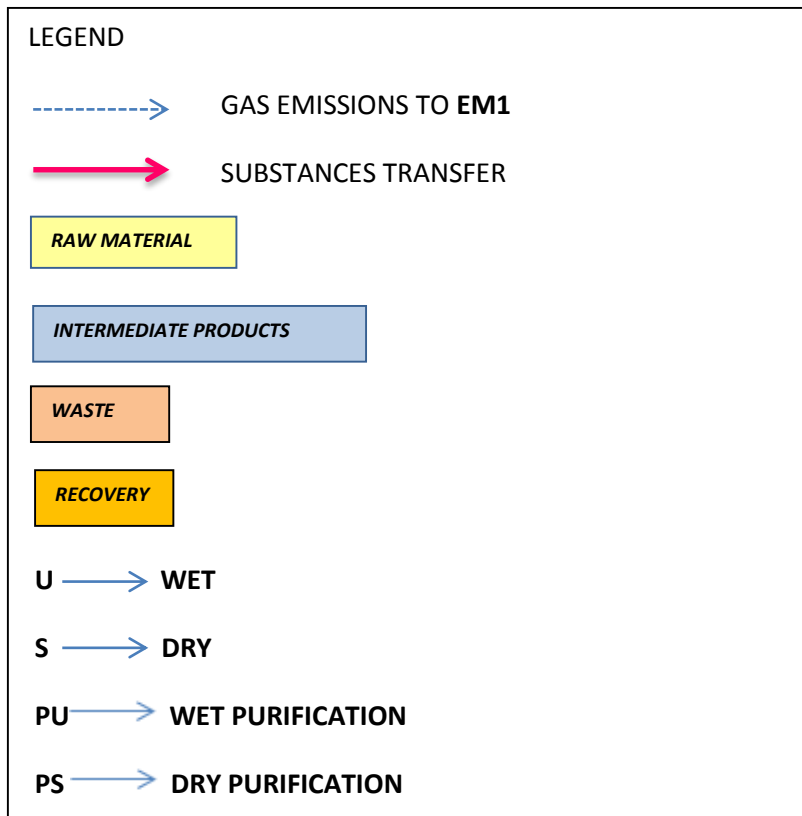 LEGEND
GAS EMISSIONS TO EM1
SUBSTANCES TRANSFER
RAW MATERIAL
INTERMEDIATE PRODUCTS
WASTE
RECOVERY
U WET
S DRY
PU WET PURIFICATION
PS DRY PURIFICATION